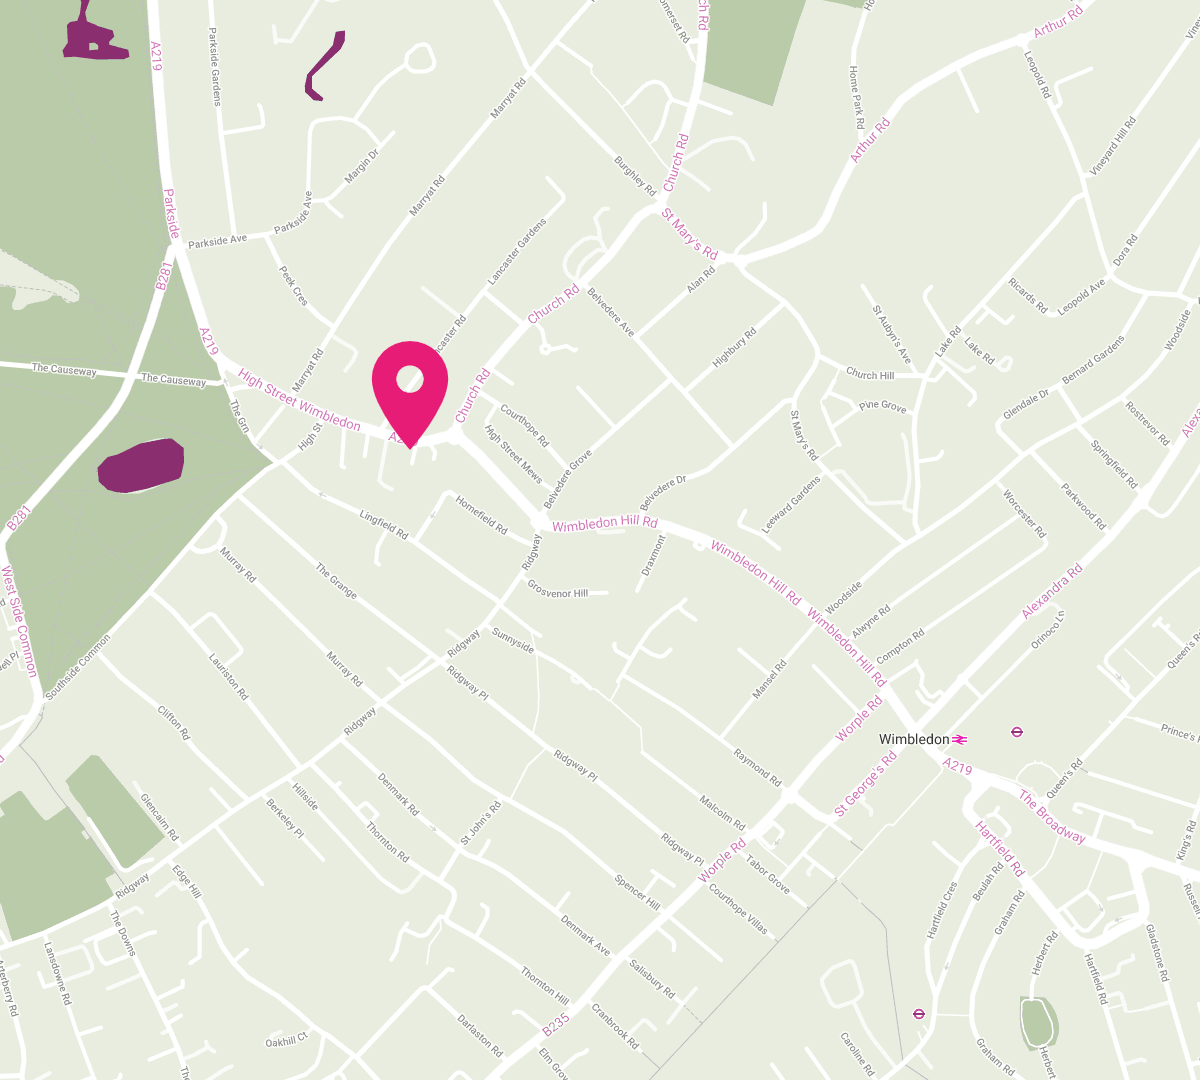 Church Rd
Somerset Rd
Arthur Rd
A219
Parkside Gardens
Leopold Rd
Home Park Rd
Marryat Rd
Vineyard Hill Rd
Arthur Rd
Church Rd
Margin Dr
Burghley Rd
Marryat Rd
Parkside
Parkside Ave
Parkside Ave
St Mary's Rd
Lancaster Gardens
Dora Rd
B281
Peek Cres
Alan Rd
Ricards Rd
Leopold Ave
Church Rd
Belvedere Ave
St Aubyn's Ave
Woodside
A219
Lake Rd
Lake Rd
Highbury Rd
Bernard Gardens
The Causeway
The Causeway
Marryat Rd
High Street Wimbledon
Church Rd
Church Hill
Pine Grove
Glendale Dr
Rostrevor Rd
The Grn
High St
Courthope Rd
High Street Mews
St Mary's Rd
Springfield Rd
Belvedere Grove
Belvedere Dr
Leeward Gardens
Parkwood Rd
Worcester Rd
B281
Lingfield Rd
Homefield Rd
Wimbledon Hill Rd
Ridgway
Draxmont
Wimbledon Hill Rd
Murray Rd
The Grange
Grosvenor Hill
Woodside
Alexandra Rd
West Side Common
Alwyne Rd
Wimbledon Hill Rd
Orinoco Ln
Sunnyside
Ridgway
Compton Rd
Queen's Rd
Southside Common
Lauriston Rd
Murray Rd
Ridgway Pl
Mansel Rd
Clifton Rd
Ridgway
Worple Rd
Wimbledon
Prince's
Ridgway Pl
Raymond Rd
St George's Rd
A219
Queen's Rd
Hillside
Denmark Rd
Glencairn Rd
Berkeley Pl
St John's Rd
Malcolm Rd
The Broadway
Thornton Rd
Ridgway Pl
Worple Rd
Hartfield Rd
King's Rd
Tabor Grove
Edge Hill
Ridgway
Spencer Hill
Courthope Villas
Beulah Rd
Hartfield Cres
Graham Rd
The Downs
Denmark Ave
Herbert Rd
Gladstone Rd
Lansdowne Rd
Salisbury Rd
Hartfield Rd
Thornton Hill
B235
Cranbrook Rd
Darlaston Rd
Oakhill Ct
Caroline Rd
Graham Rd
Herbert